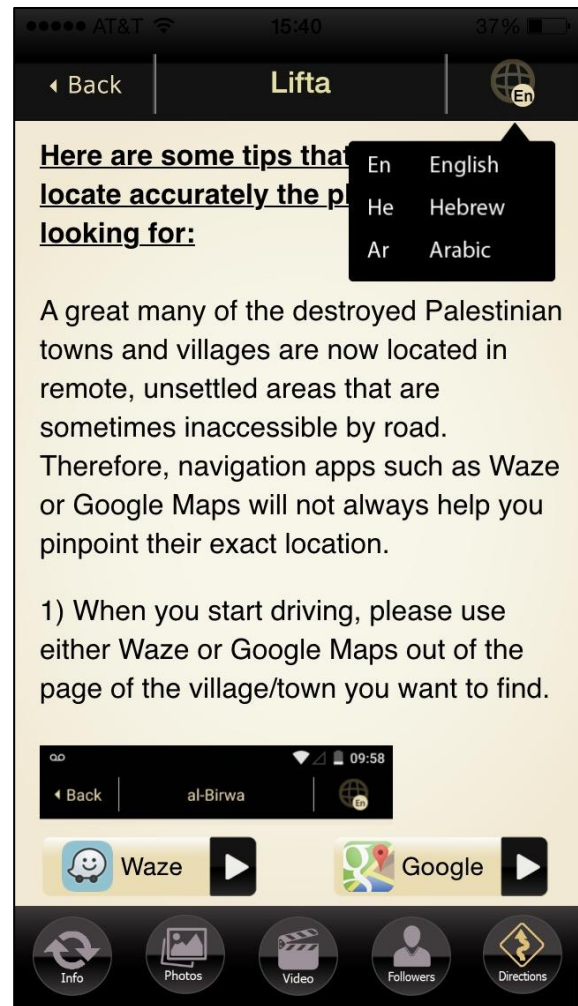 AT&T 15:40 37%
Back Lifta En
Here are some tips that
locate accurately the pl
looking for:
En English
He Hebrew
Ar Arabic
A great many of the destroyed Palestinian
towns and villages are now located in
remote, unsettled areas that are
sometimes inaccessible by road.
Therefore, navigation apps such as Waze
or Google Maps will not always help you
pinpoint their exact location.
1) When you start driving, please use
either Waze or Google Maps out of the
page of the village/town you want to find.
09:58
Back al-Birwa En
Waze Google
Info Photos Video Followers Directions